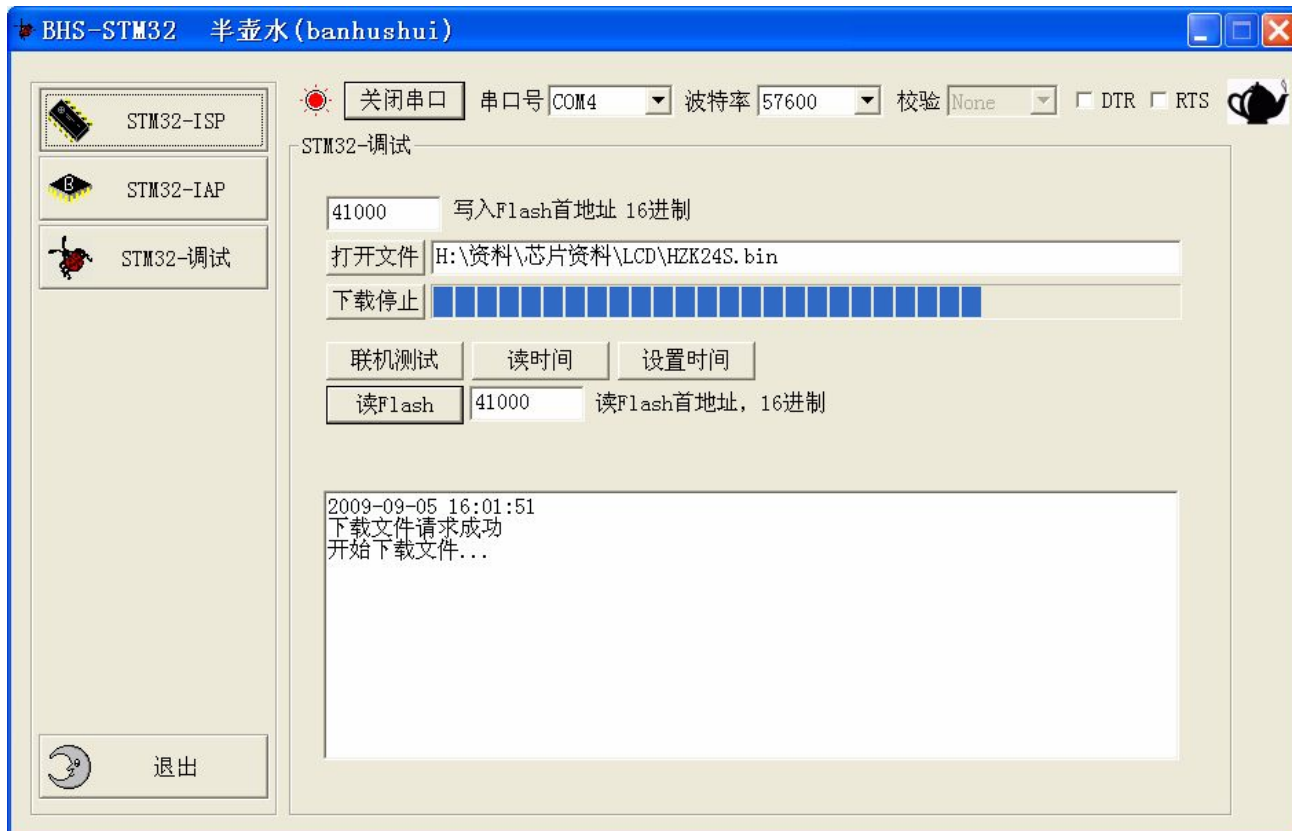 BHS-STM32 半壶水(banhushui)
STM32-ISP
STM32-IAP
STM32-调试
退出
关闭串口 串口号 COM4 波特率 57600 校验 None DTR RTS
STM32-调试
41000 写入Flash首地址 16进制
打开文件 H:\资料\芯片资料\LCD\HZK24S.bin
下载停止
联机测试 读时间 设置时间
读Flash 41000 读Flash首地址, 16进制
2009-09-05 16:01:51
下载文件请求成功
开始下载文件...